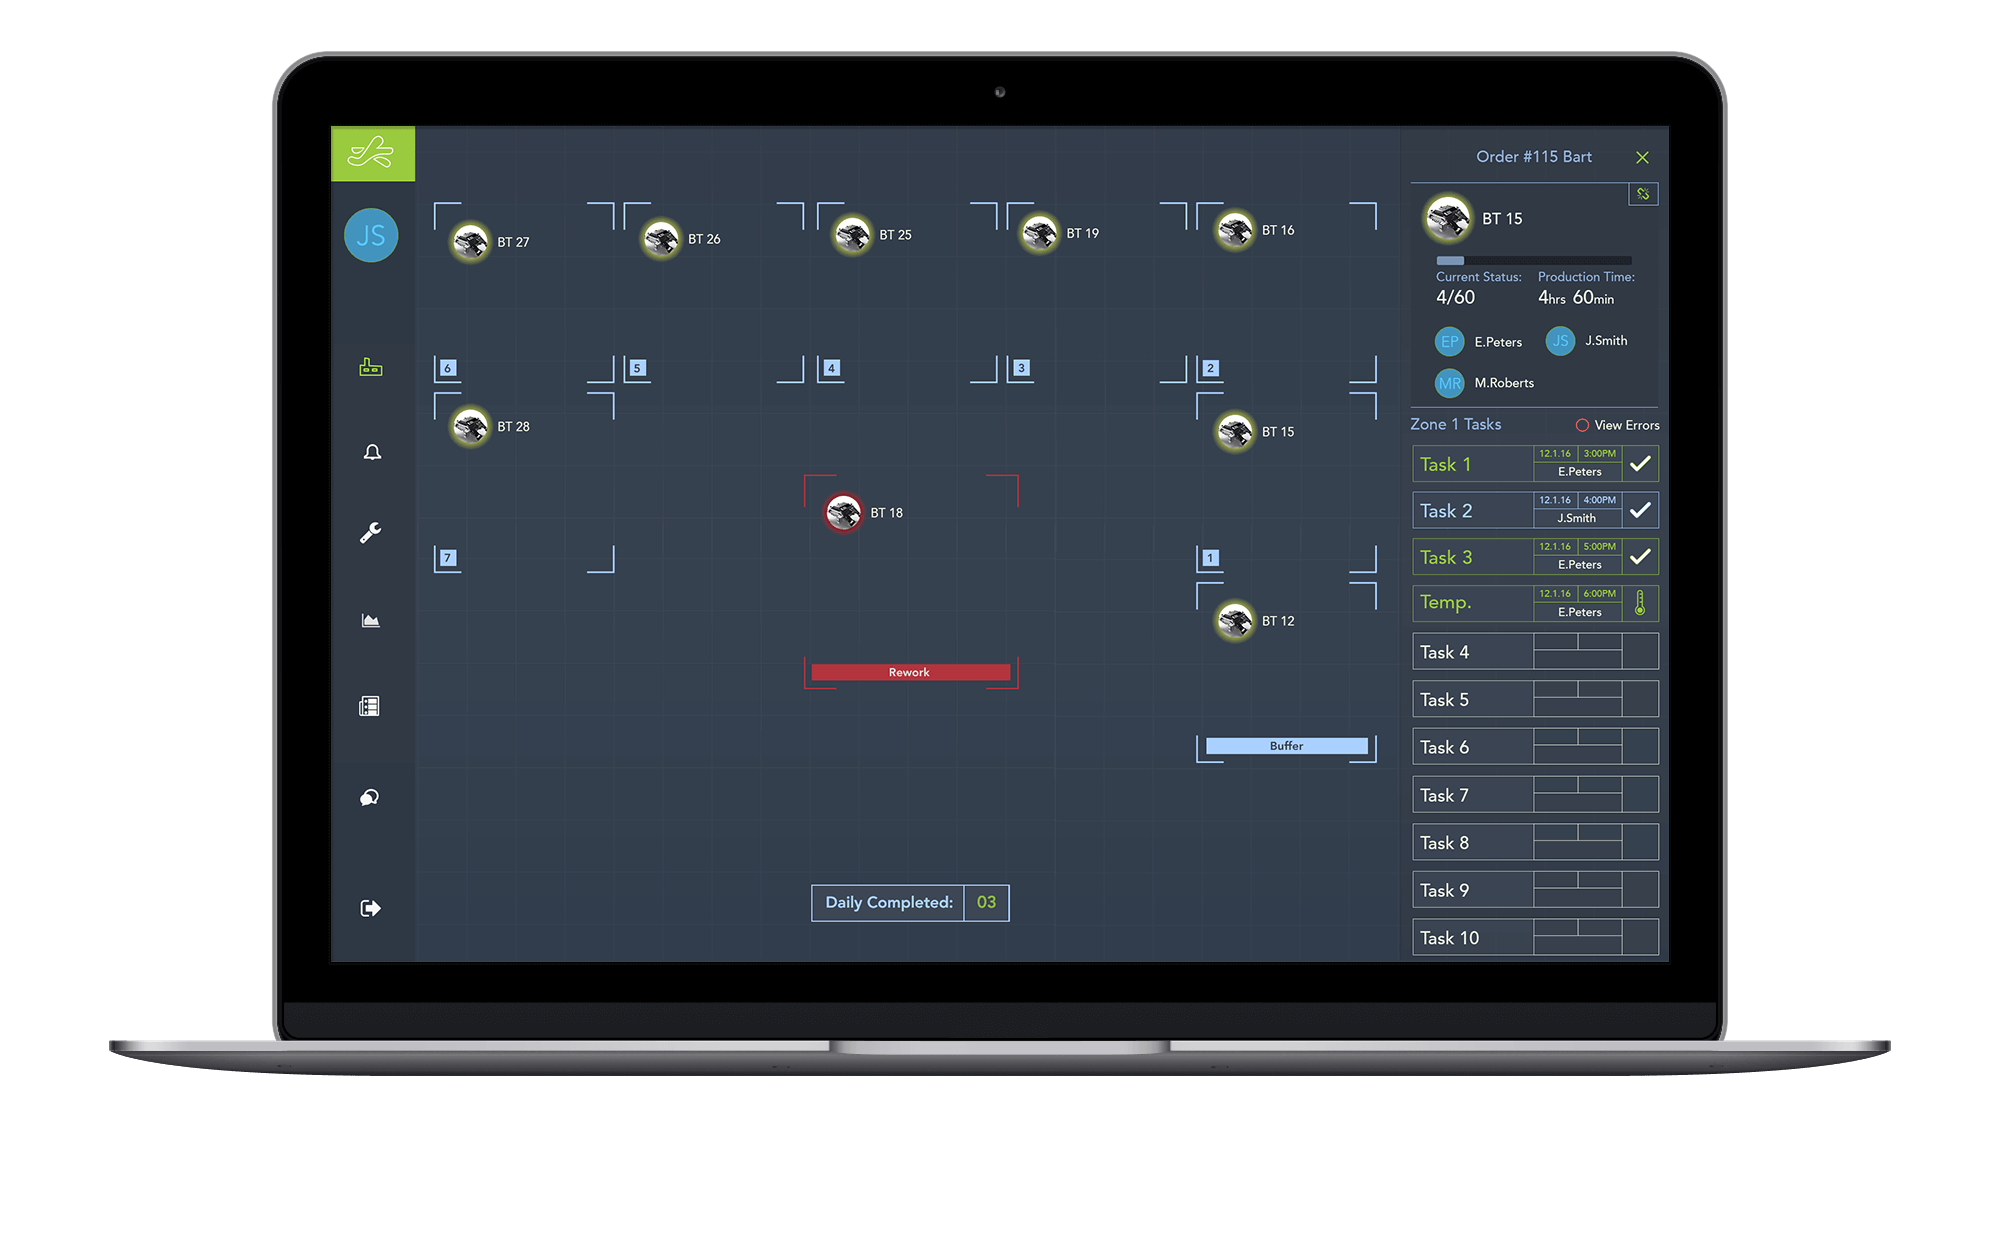 JS
BT 27
BT 26
BT 25
BT 19
BT 16
6
5
4
3
2
BT 28
BT 15
BT 18
7
1
BT 12
Rework
Buffer
Daily Completed: 03
Order #115 Bart
BT 15
Current Status: Production Time:
4/60 4hrs 60min
EP E.Peters JS J.Smith
MR M.Roberts
Zone 1 Tasks View Errors
Task 1 12.1.16 3:00PM
E.Peters
Task 2 12.1.16 4:00PM
J.Smith
Task 3 12.1.16 5:00PM
E.Peters
Temp. 12.1.16 6:00PM
E.Peters
Task 4
Task 5
Task 6
Task 7
Task 8
Task 9
Task 10